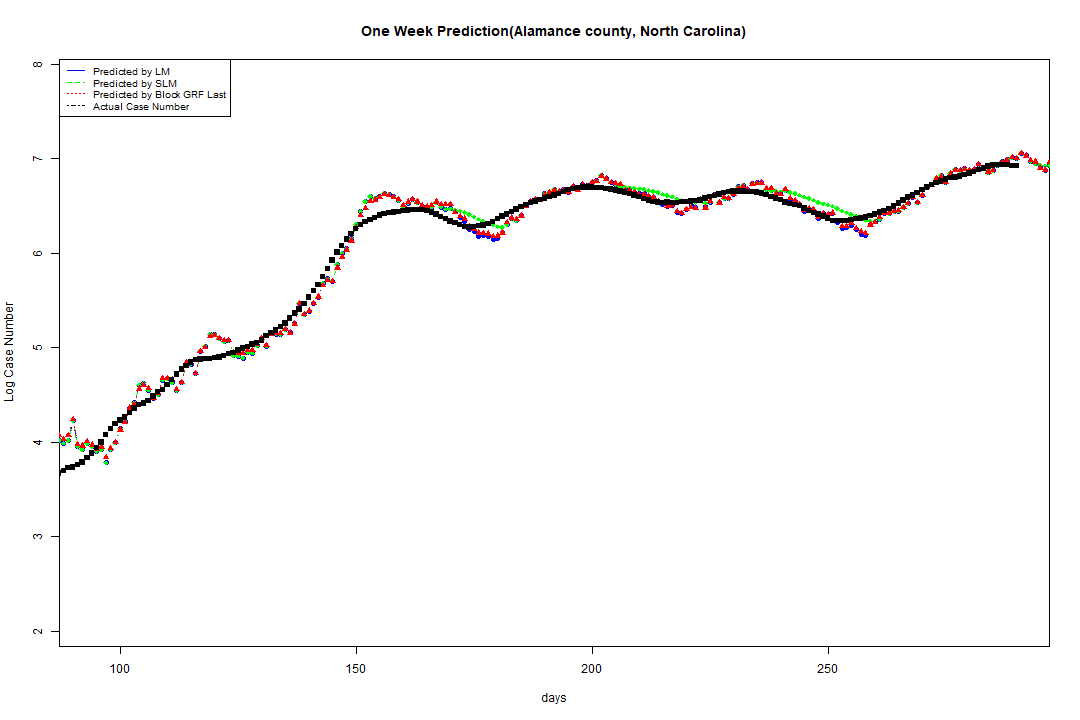 One Week Prediction(Alamance county, North Carolina)
Predicted by LM
Predicted by SLM
Predicted by Block GRF Last
Actual Case Number
8
7
6
5
4
3
2
Log Case Number
100 150 200 250
days